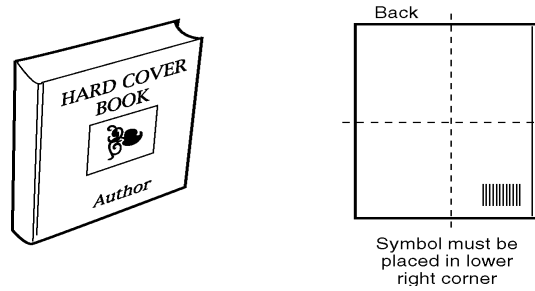 HARD COVER
BOOK
Author
Back
Symbol must be
placed in lower
right corner